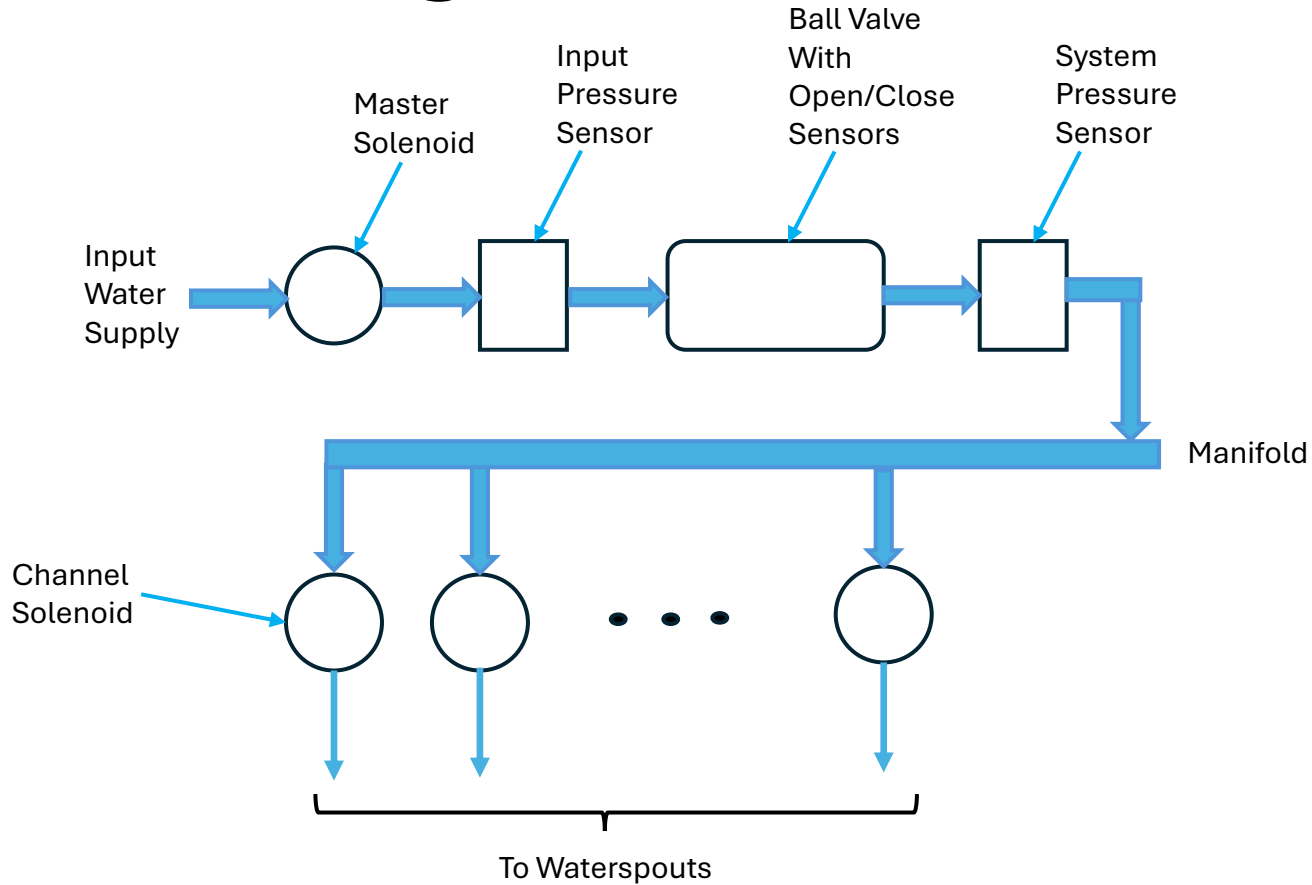 Ball Valve
With
Open/Close
Sensors
Input
Pressure
Sensor
System
Pressure
Sensor
Master
Solenoid
Input
Water
Supply
Manifold
Channel
Solenoid
To Waterspouts